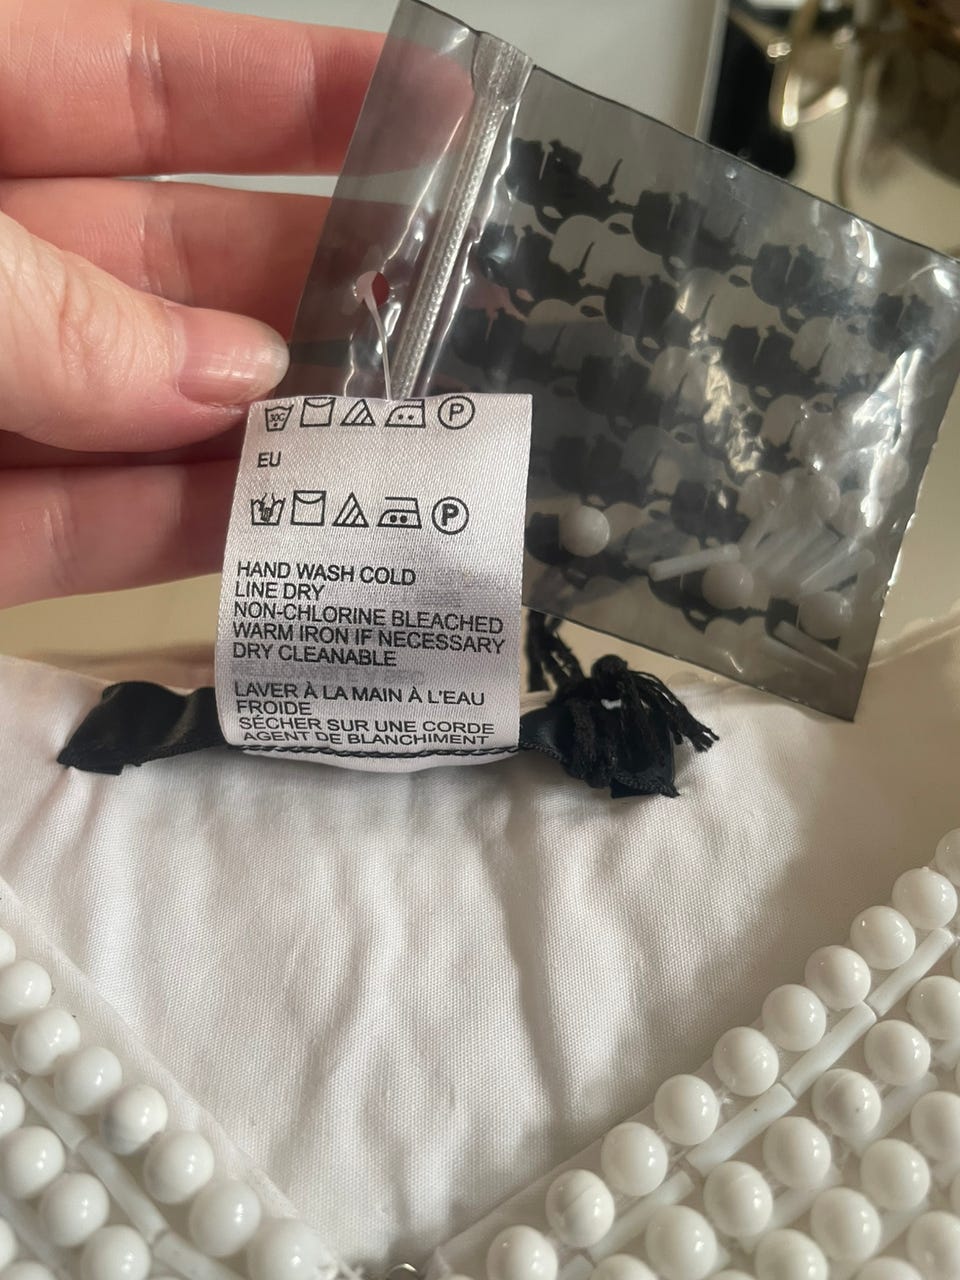 30C P
EU
P
HAND WASH COLD
LINE DRY
NON-CHLORINE BLEACHED
WARM IRON IF NECESSARY
DRY CLEANABLE
LAVER À LA MAIN À L'EAU
FROIDE
SÉCHER SUR UNE CORDE
AGENT DE BLANCHIMENT